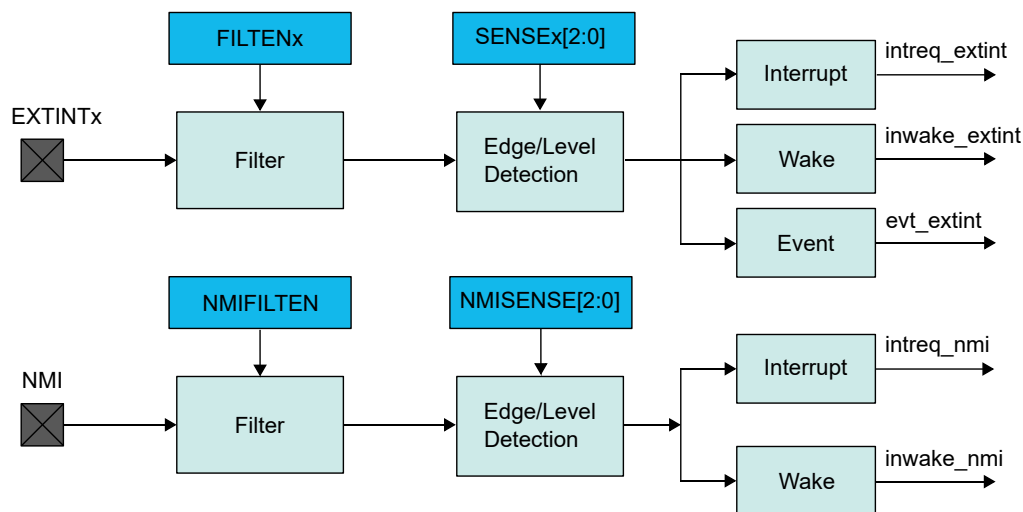 FILTENx
SENSEx[2:0]
intreq_extint
Interrupt
EXTINTx
Filter
Edge/Level
Detection
inwake_extint
Wake
evt_extint
Event
NMIFILTEN
NMISENSE[2:0]
intreq_nmi
Interrupt
NMI
Filter
Edge/Level
Detection
inwake_nmi
Wake